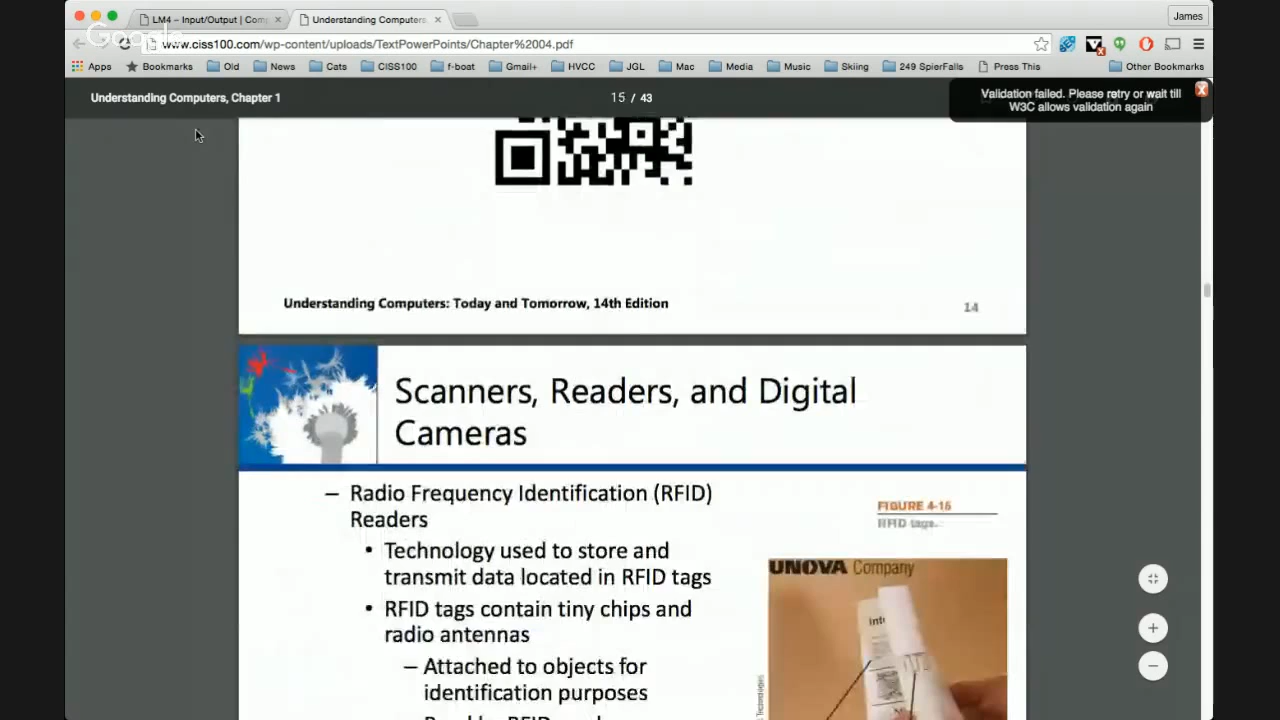 LM4 – Input/Output | Com
Understanding Computers,
James
Google
www.ciss100.com/wp-content/uploads/TextPowerPoints/Chapter%2004.pdf
Apps
Bookmarks
Old
News
Cats
CISS100
f-boat
Gmail+
HVCC
JGL
Mac
Media
Music
Skiing
249 SpierFalls
Press This
Other Bookmarks
Understanding Computers, Chapter 1
15 / 43
Validation failed. Please retry or wait till
W3C allows validation again
Understanding Computers: Today and Tomorrow, 14th Edition
14
Scanners, Readers, and Digital
Cameras
– Radio Frequency Identification (RFID)
Readers
• Technology used to store and
transmit data located in RFID tags
• RFID tags contain tiny chips and
radio antennas
– Attached to objects for
identification purposes
FIGURE 4-15
RFID tags.
UNOVA Company